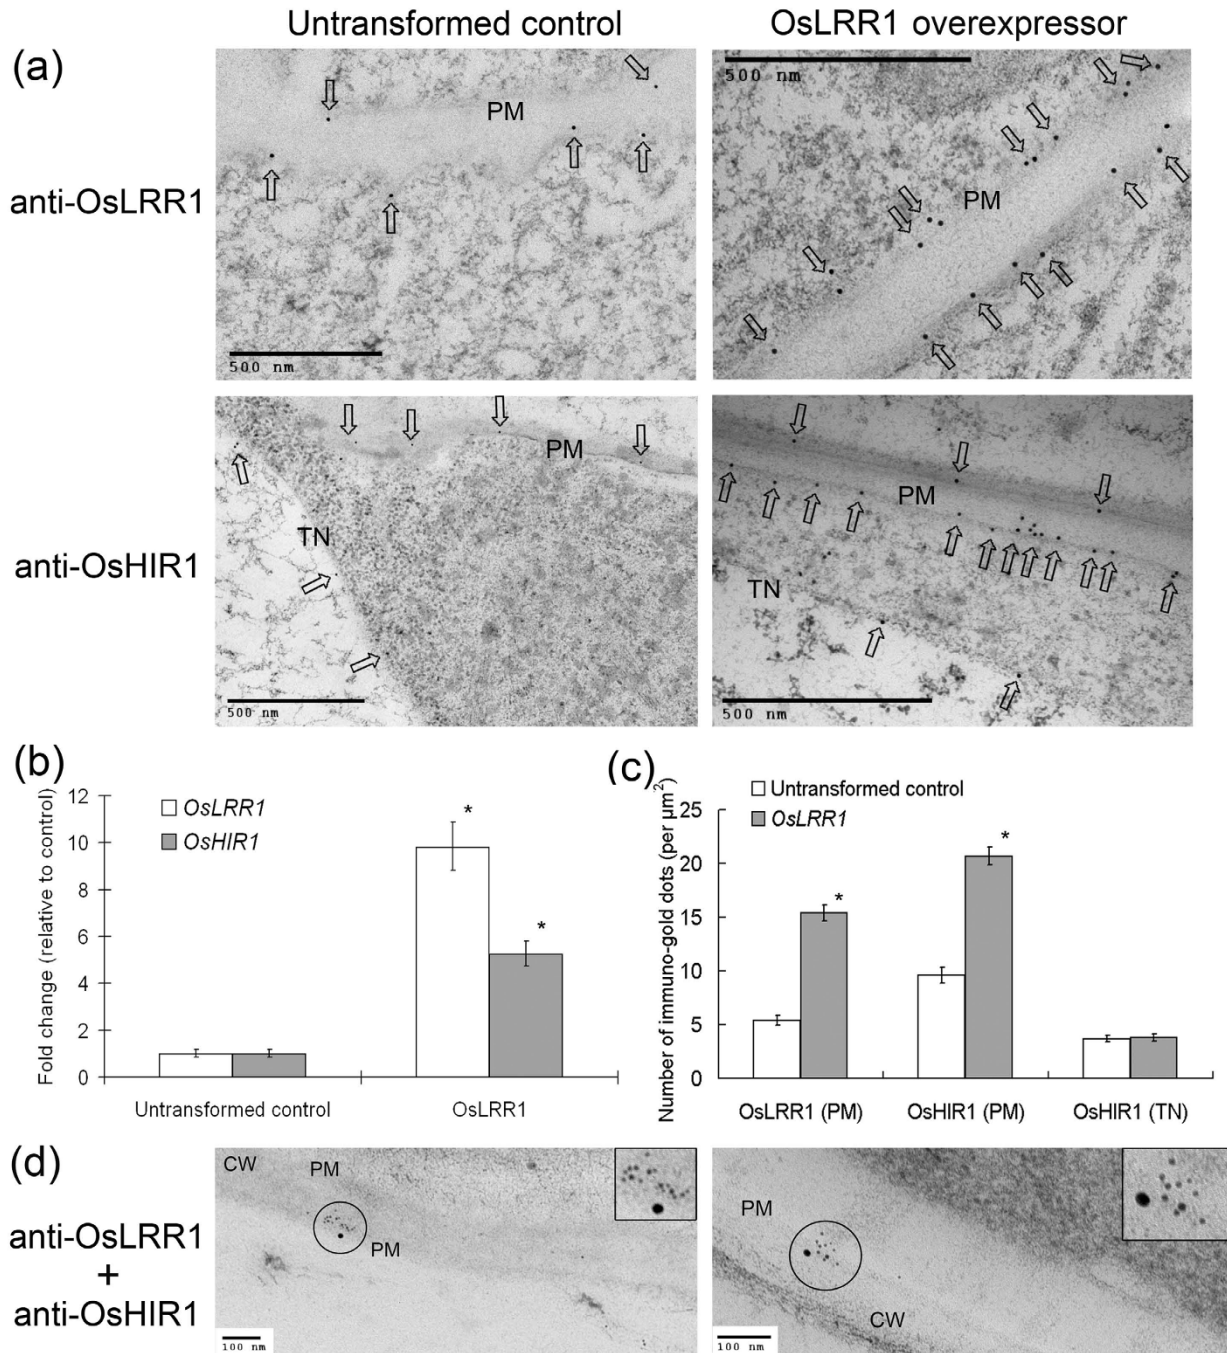 Untransformed control
OsLRR1 overexpressor
(a)
anti-OsLRR1
PM
500 nm
500 nm
PM
anti-OsHIR1
PM
TN
500 nm
PM
TN
500 nm
(b)
Fold change (relative to control)
12
10
8
6
4
2
0
OsLRR1
OsHIR1
*
*
Untransformed control
OsLRR1
(c)
Number of immuno-gold dots (per µm²)
25
20
15
10
5
0
Untransformed control
OsLRR1
*
*
OsLRR1 (PM)
OsHIR1 (PM)
OsHIR1 (TN)
(d)
anti-OsLRR1
+
anti-OsHIR1
CW
PM
PM
100 nm
PM
CW
100 nm